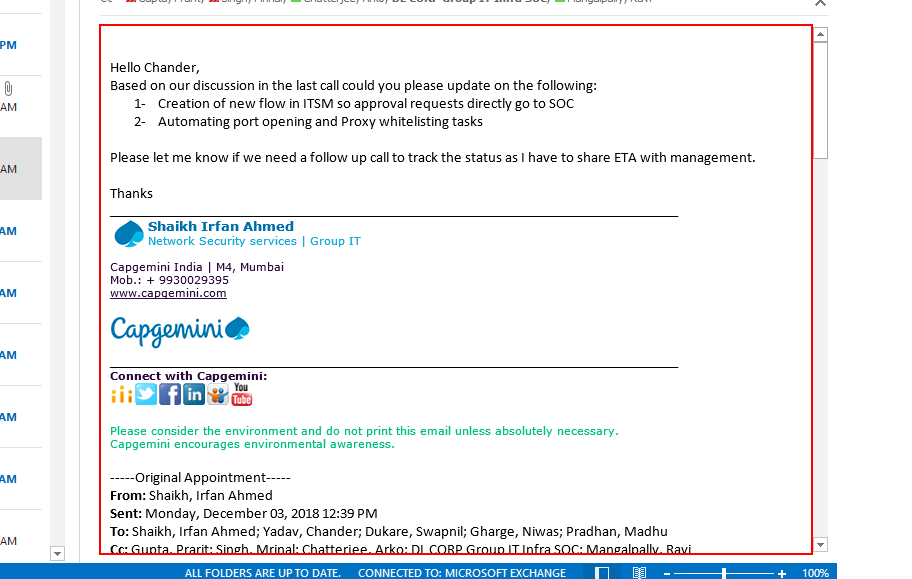 PM
AM
AM
AM
AM
AM
AM
AM
AM
Hello Chander,
Based on our discussion in the last call could you please update on the following:
1- Creation of new flow in ITSM so approval requests directly go to SOC
2- Automating port opening and Proxy whitelisting tasks
Please let me know if we need a follow up call to track the status as I have to share ETA with management.
Thanks
Shaikh Irfan Ahmed
Network Security services | Group IT
Capgemini India | M4, Mumbai
Mob.: + 9930029395
www.capgemini.com
Capgemini
Connect with Capgemini:
You Tube
Please consider the environment and do not print this email unless absolutely necessary.
Capgemini encourages environmental awareness.
-----Original Appointment-----
From: Shaikh, Irfan Ahmed
Sent: Monday, December 03, 2018 12:39 PM
To: Shaikh, Irfan Ahmed; Yadav, Chander; Dukare, Swapnil; Gharge, Niwas; Pradhan, Madhu
Cc: Gupta, Prarit; Singh, Mrinal; Chatterjee, Arko; DL CORP Group IT Infra SOC; Mangalpally, Ravi
ALL FOLDERS ARE UP TO DATE. CONNECTED TO: MICROSOFT EXCHANGE 100%